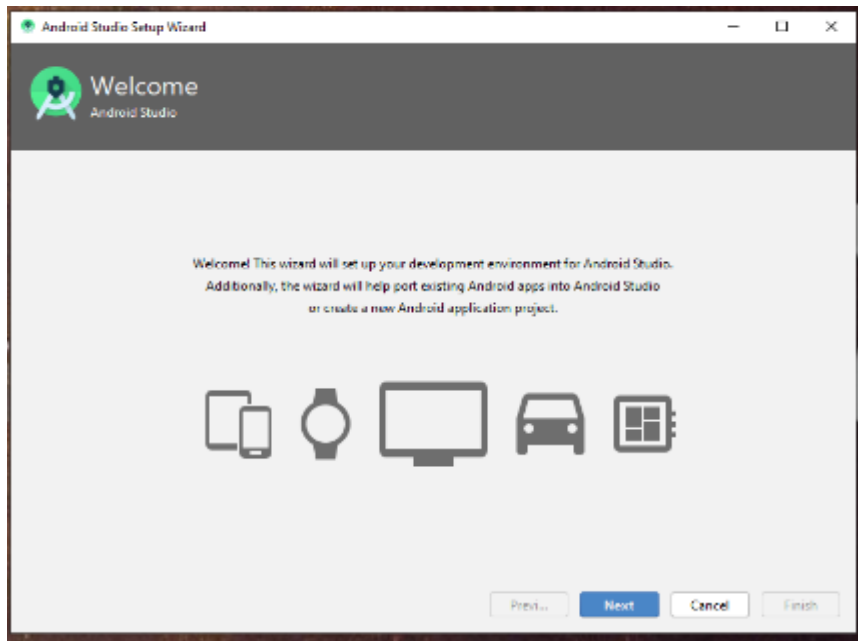 Android Studio Setup Wizard
Welcome
Android Studio
Welcome! This wizard will set up your development environment for Android Studio.
Additionally, the wizard will help port existing Android apps into Android Studio
or create a new Android application project.
Previ...
Next
Cancel
Finish